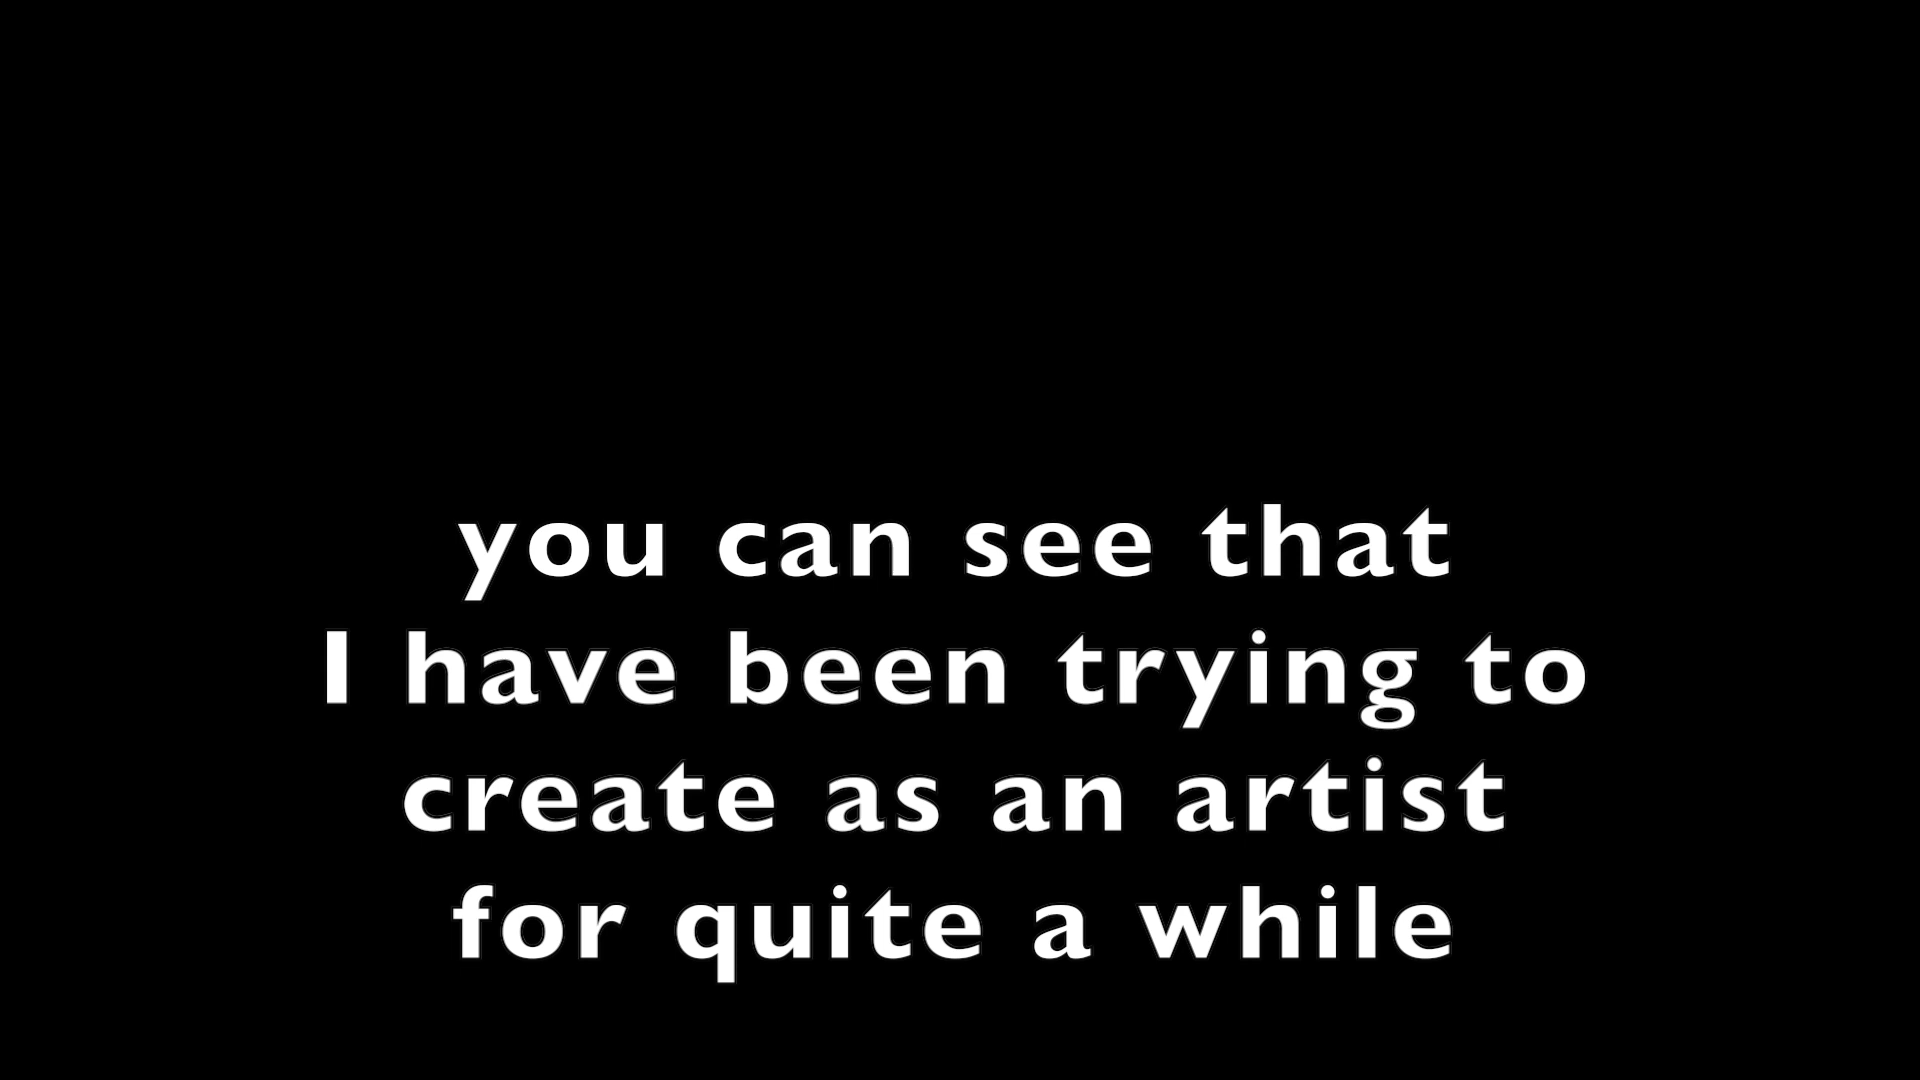 you can see that
I have been trying to
create as an artist
for quite a while